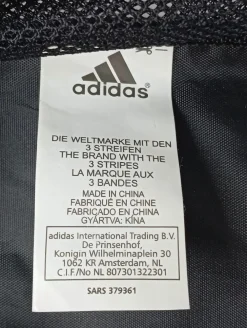 adidas
DIE WELTMARKE MIT DEN
3 STREIFEN
THE BRAND WITH THE
3 STRIPES
LA MARQUE AUX
3 BANDES
MADE IN CHINA
FABRIQUÉ EN CHINE
FABRICADO EN CHINA
GYÁRTVA: KÍNA
adidas International Trading B.V.
De Prinsenhof,
Konigin Wilhelminaplein 30
1062 KR Amsterdam, NL
C.I.F/No NL 807301322301
SARS 379361